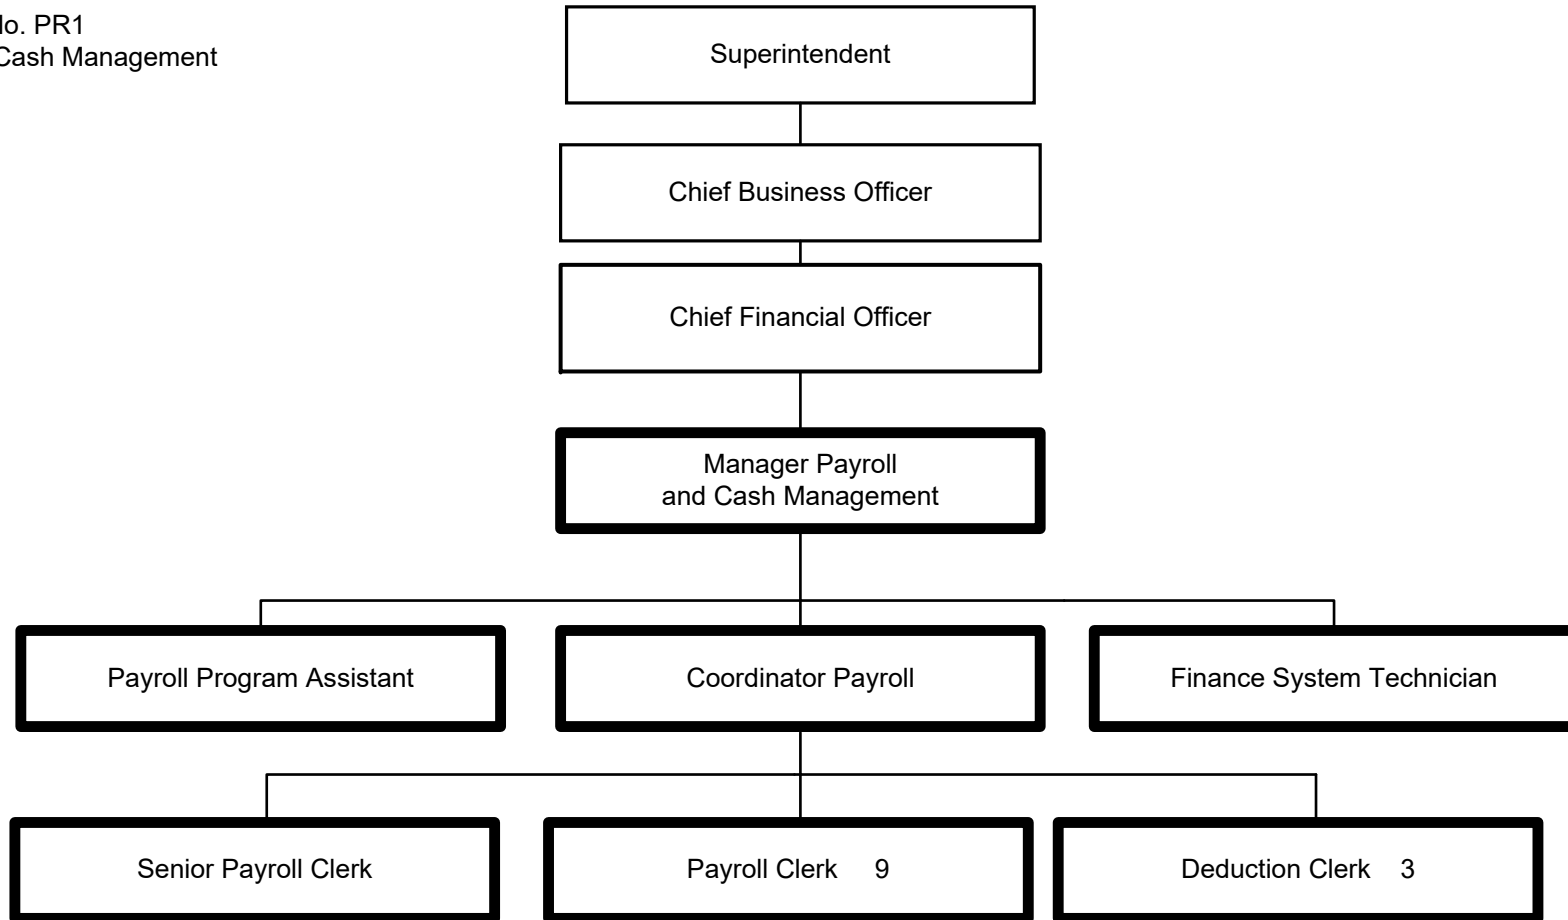 PR1
Cash Management
Superintendent
Chief Business Officer
Chief Financial Officer
Manager Payroll
and Cash Management
Payroll Program Assistant
Coordinator Payroll
Finance System Technician
Senior Payroll Clerk
Payroll Clerk 9
Deduction Clerk 3